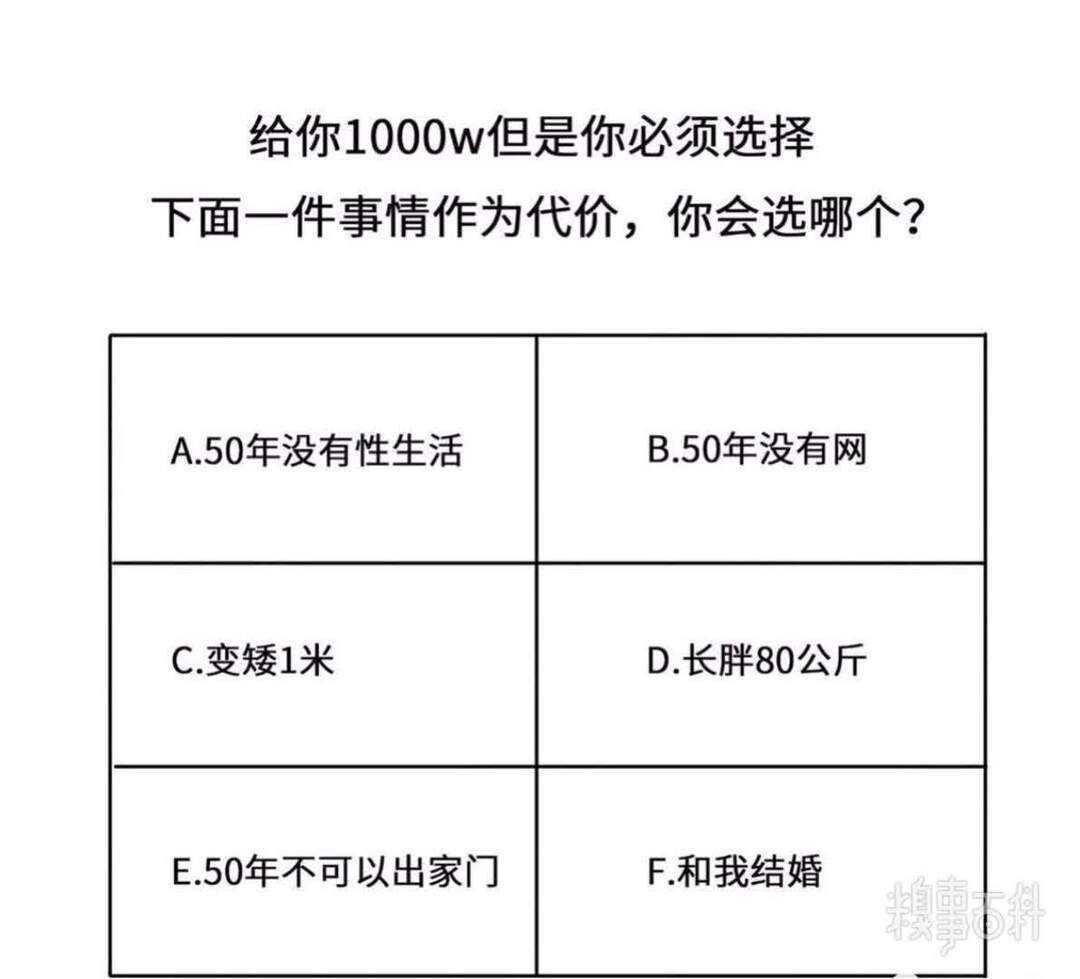 给你1000w但是你必须选择
下面一件事情作为代价，你会选哪个？
A.50年没有性生活
B.50年没有网
C.变矮1米
D.长胖80公斤
E.50年不可以出家门
F.和我结婚
糗事百科